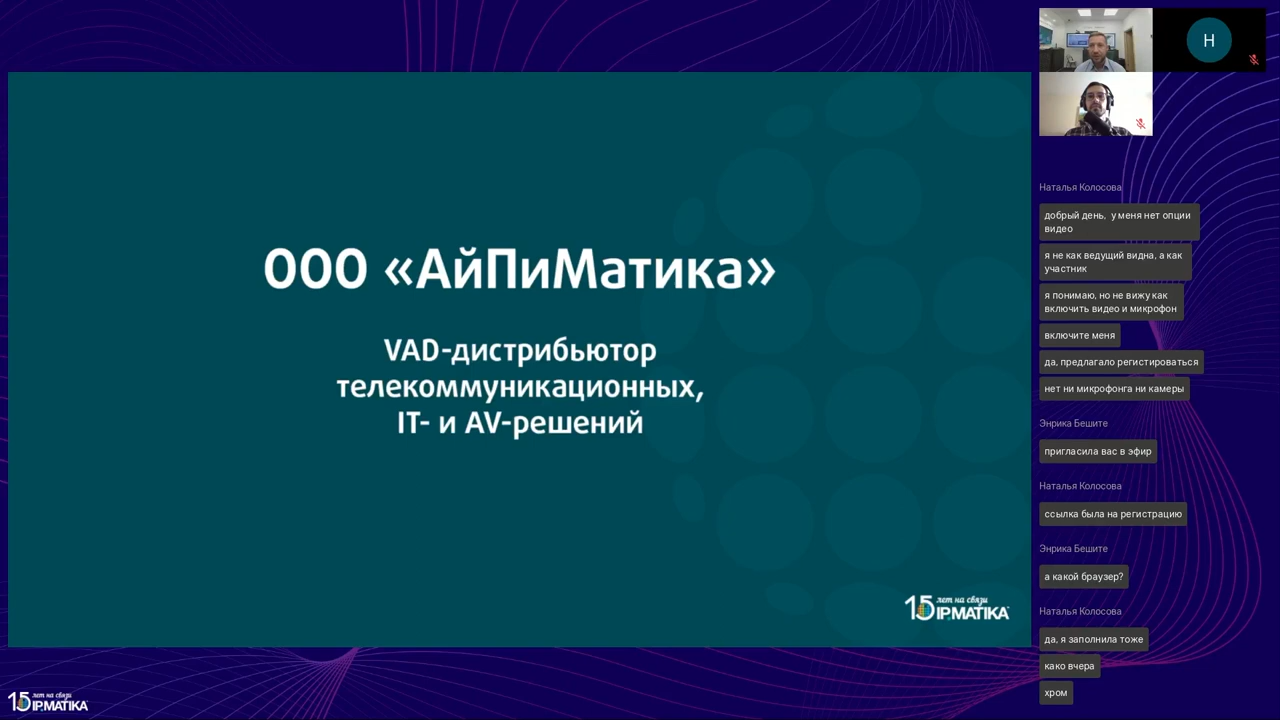 ООО «АйПиМатика»
VAD-дистрибьютор
телекоммуникационных,
IT- и AV-решений
15 лет на связи
IPMATIKA
15 лет на связи
IPMATIKA
Н
Наталья Колосова
добрый день, у меня нет опции
видео
я не как ведущий видна, а как
участник
я понимаю, но не вижу как
включить видео и микрофон
включите меня
да, предлагало регистироваться
нет ни микрофонга ни камеры
Энрика Бешите
пригласила вас в эфир
Наталья Колосова
ссылка была на регистрацию
Энрика Бешите
а какой браузер?
Наталья Колосова
да, я заполнила тоже
како вчера
хром